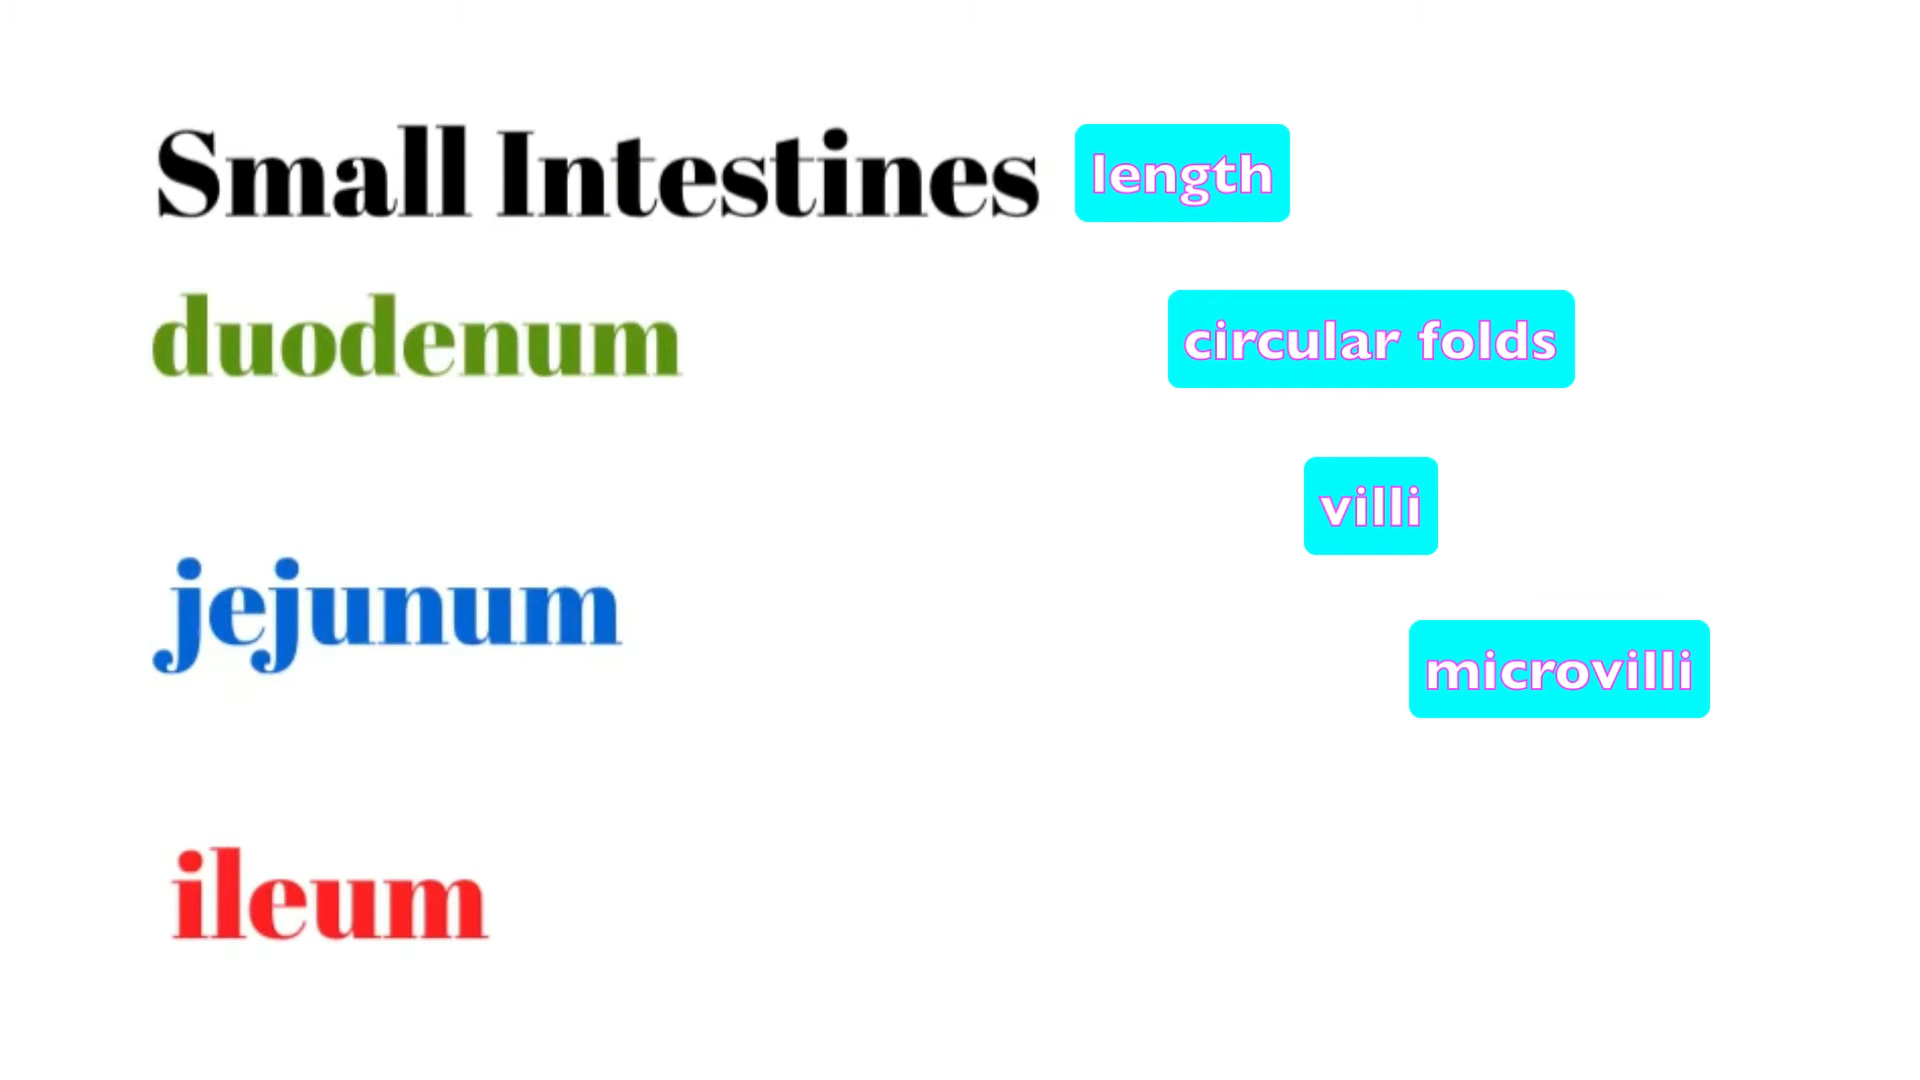 Small Intestines length
duodenum
circular folds
villi
jejunum
microvilli
ileum